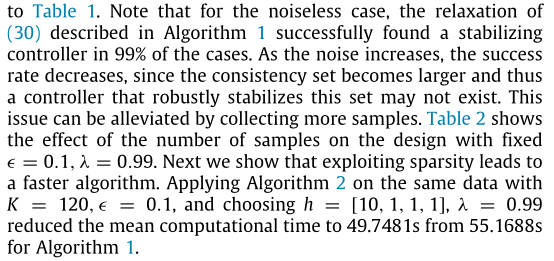 to Table 1. Note that for the noiseless case, the relaxation of
(30) described in Algorithm 1 successfully found a stabilizing
controller in 99% of the cases. As the noise increases, the success
rate decreases, since the consistency set becomes larger and thus
a controller that robustly stabilizes this set may not exist. This
issue can be alleviated by collecting more samples. Table 2 shows
the effect of the number of samples on the design with fixed
ϵ = 0.1, λ = 0.99. Next we show that exploiting sparsity leads to
a faster algorithm. Applying Algorithm 2 on the same data with
K = 120, ϵ = 0.1, and choosing h = [10, 1, 1, 1], λ = 0.99
reduced the mean computational time to 49.7481s from 55.1688s
for Algorithm 1.